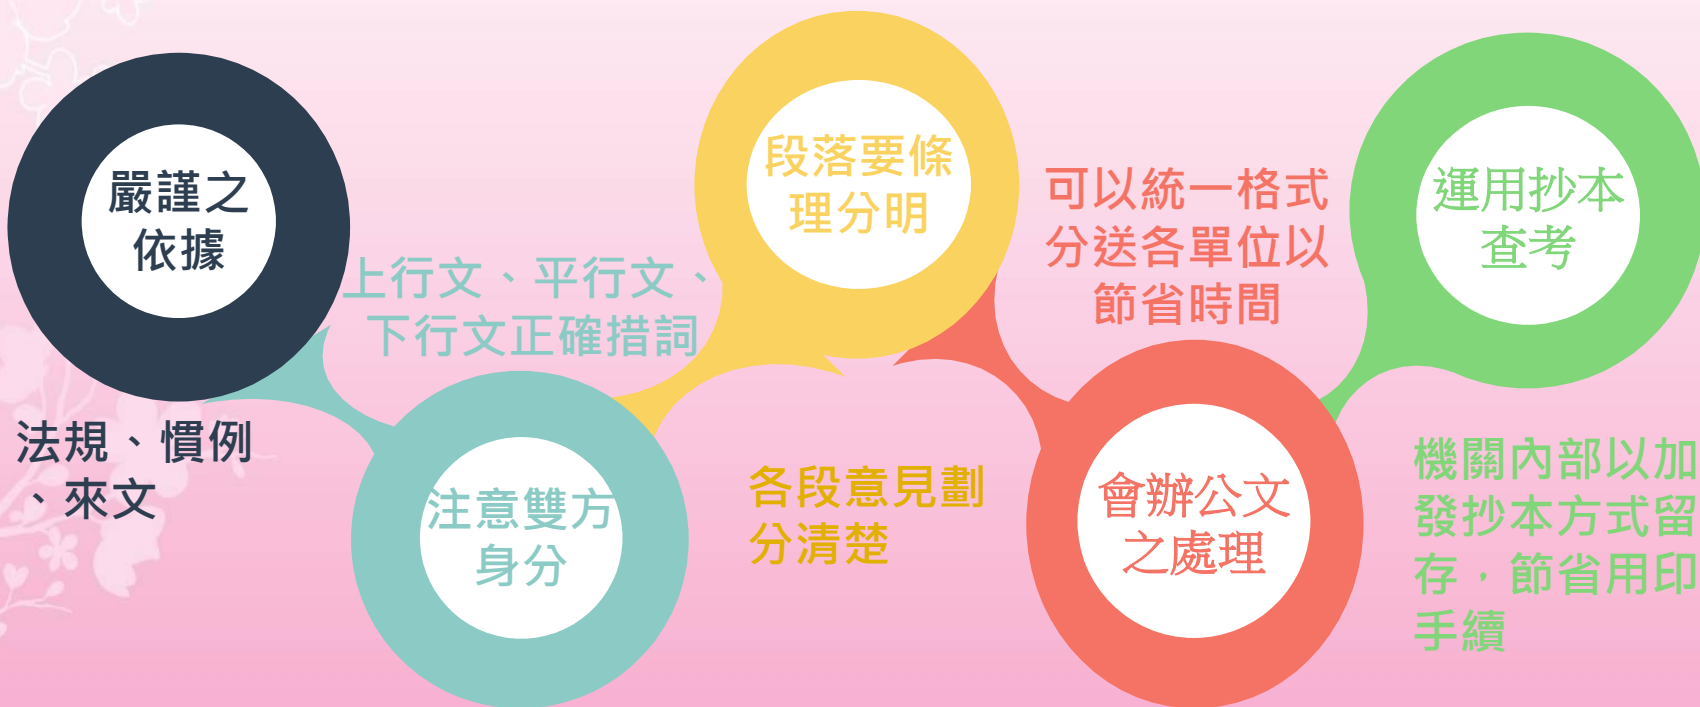 嚴謹之
依據
法規、慣例
、來文
上行文、平行文、
下行文正確措詞
注意雙方
身分
段落要條
理分明
各段意見劃
分清楚
可以統一格式
分送各單位以
節省時間
會辦公文
之處理
運用抄本
查考
機關內部以加
發抄本方式留
存，節省用印
手續